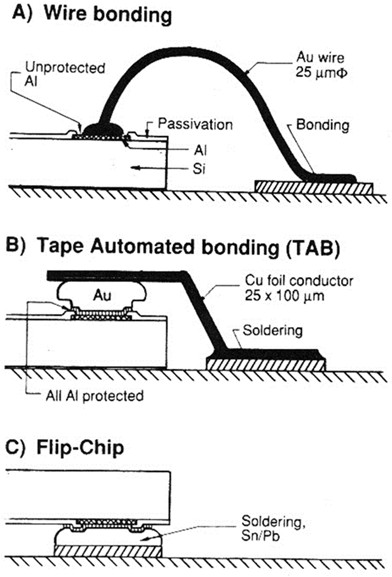 A) Wire bonding
Au wire
25 μmΦ
Unprotected
Al
Passivation
Bonding
Al
Si
B) Tape Automated bonding (TAB)
Au
Cu foil conductor
25 x 100 μm
Soldering
All Al protected
C) Flip-Chip
Soldering,
Sn/Pb